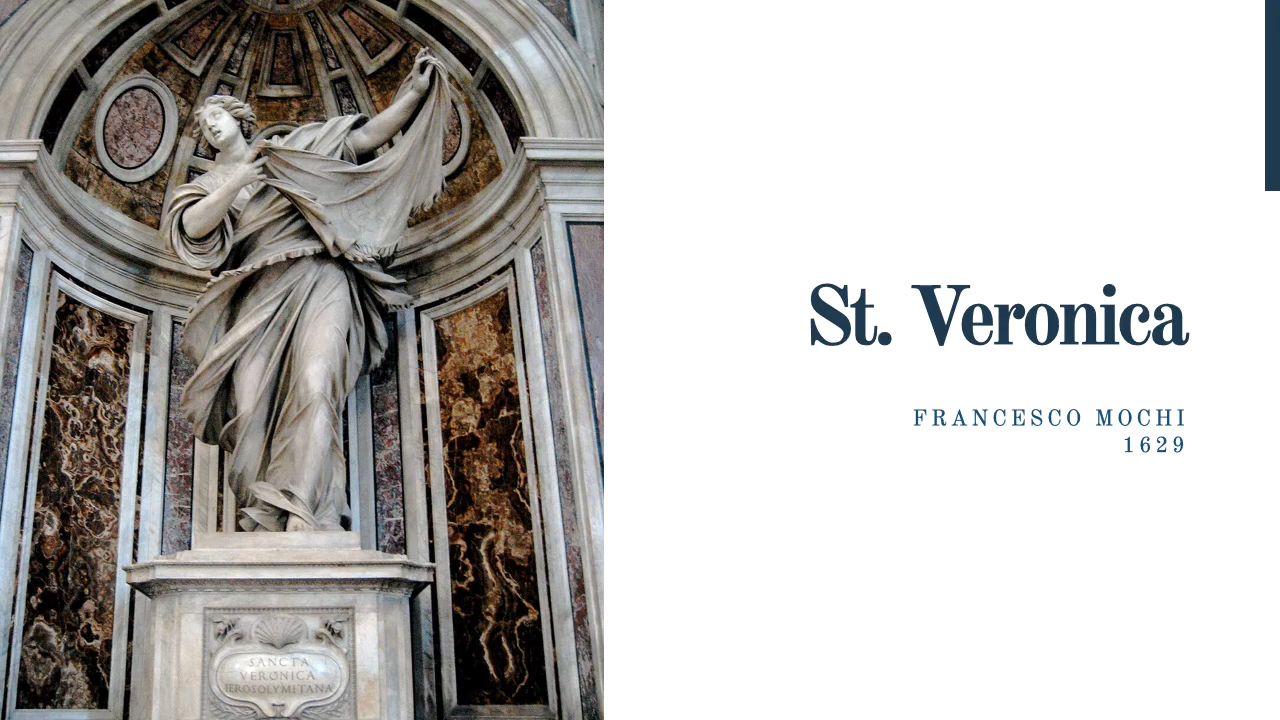 SANCTA
VERONICA
IEROSOLYMITANA
St. Veronica
FRANCESCO MOCHI
1629